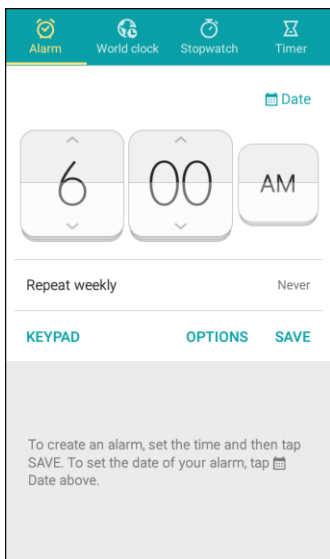 Alarm World clock Stopwatch Timer
Date
6 00 AM
Repeat weekly Never
KEYPAD OPTIONS SAVE
To create an alarm, set the time and then tap
SAVE. To set the date of your alarm, tap
Date above.